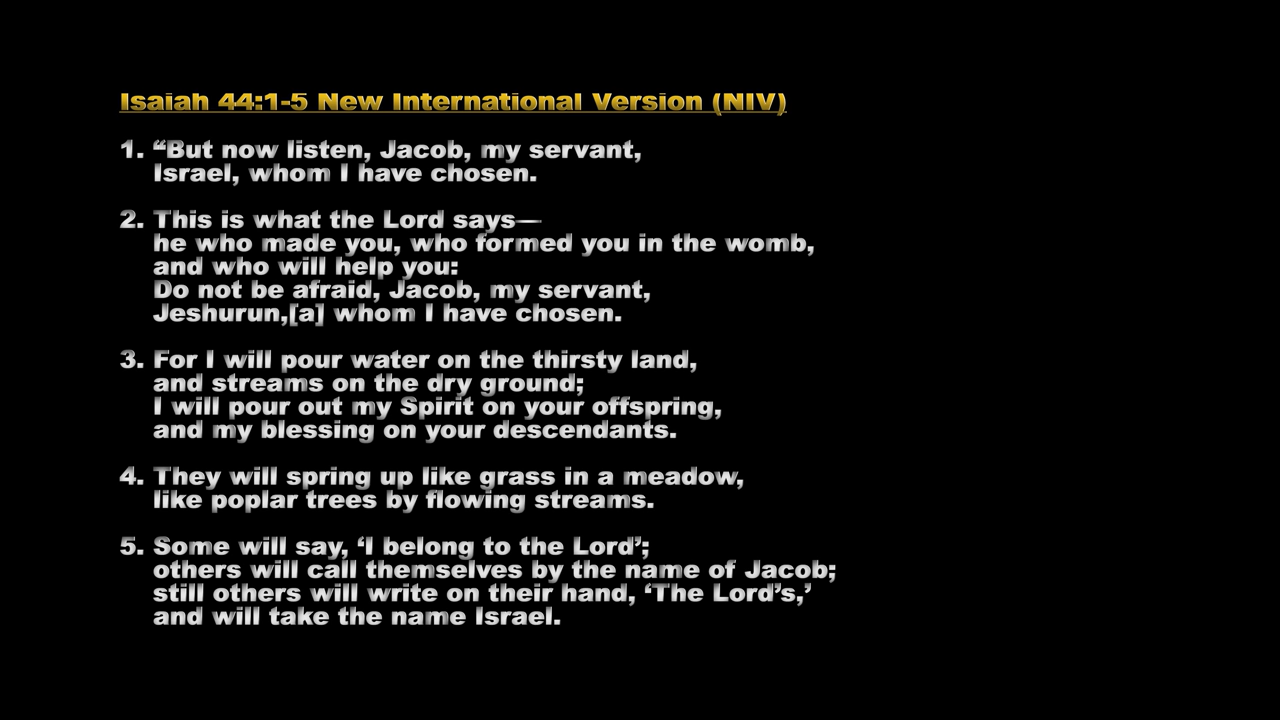 Isaiah 44:1-5 New International Version (NIV)
1. “But now listen, Jacob, my servant,
Israel, whom I have chosen.
2. This is what the Lord says—
he who made you, who formed you in the womb,
and who will help you:
Do not be afraid, Jacob, my servant,
Jeshurun,[a] whom I have chosen.
3. For I will pour water on the thirsty land,
and streams on the dry ground;
I will pour out my Spirit on your offspring,
and my blessing on your descendants.
4. They will spring up like grass in a meadow,
like poplar trees by flowing streams.
5. Some will say, ‘I belong to the Lord’;
others will call themselves by the name of Jacob;
still others will write on their hand, ‘The Lord’s,’
and will take the name Israel.